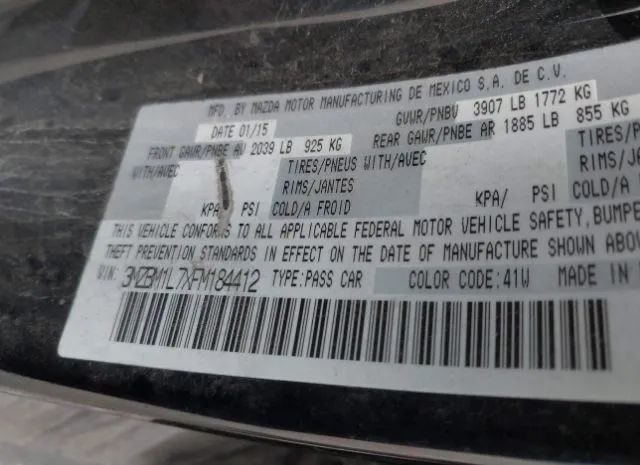 MFD. BY MAZDA MOTOR MANUFACTURING DE MEXICO S.A. DE C.V.
DATE 01/15 GVWR/PNBV 3907 LB 1772 KG
FRONT GAWR/PNBE AV 2039 LB 925 KG REAR GAWR/PNBE AR 1885 LB 855 KG
WITH/AVEC TIRES/PNEUS WITH/AVEC TIRES/
RIMS/JANTES RIMS/J
KPA/ PSI COLD/A FROID KPA/ PSI COLD/A
THIS VEHICLE CONFORMS TO ALL APPLICABLE FEDERAL MOTOR VEHICLE SAFETY, BUMPE
THEFT PREVENTION STANDARDS IN EFFECT ON THE DATE OF MANUFACTURE SHOWN ABOV
VIN: 3MZBM1L7XFM184412 TYPE:PASS CAR COLOR CODE:41W MADE IN